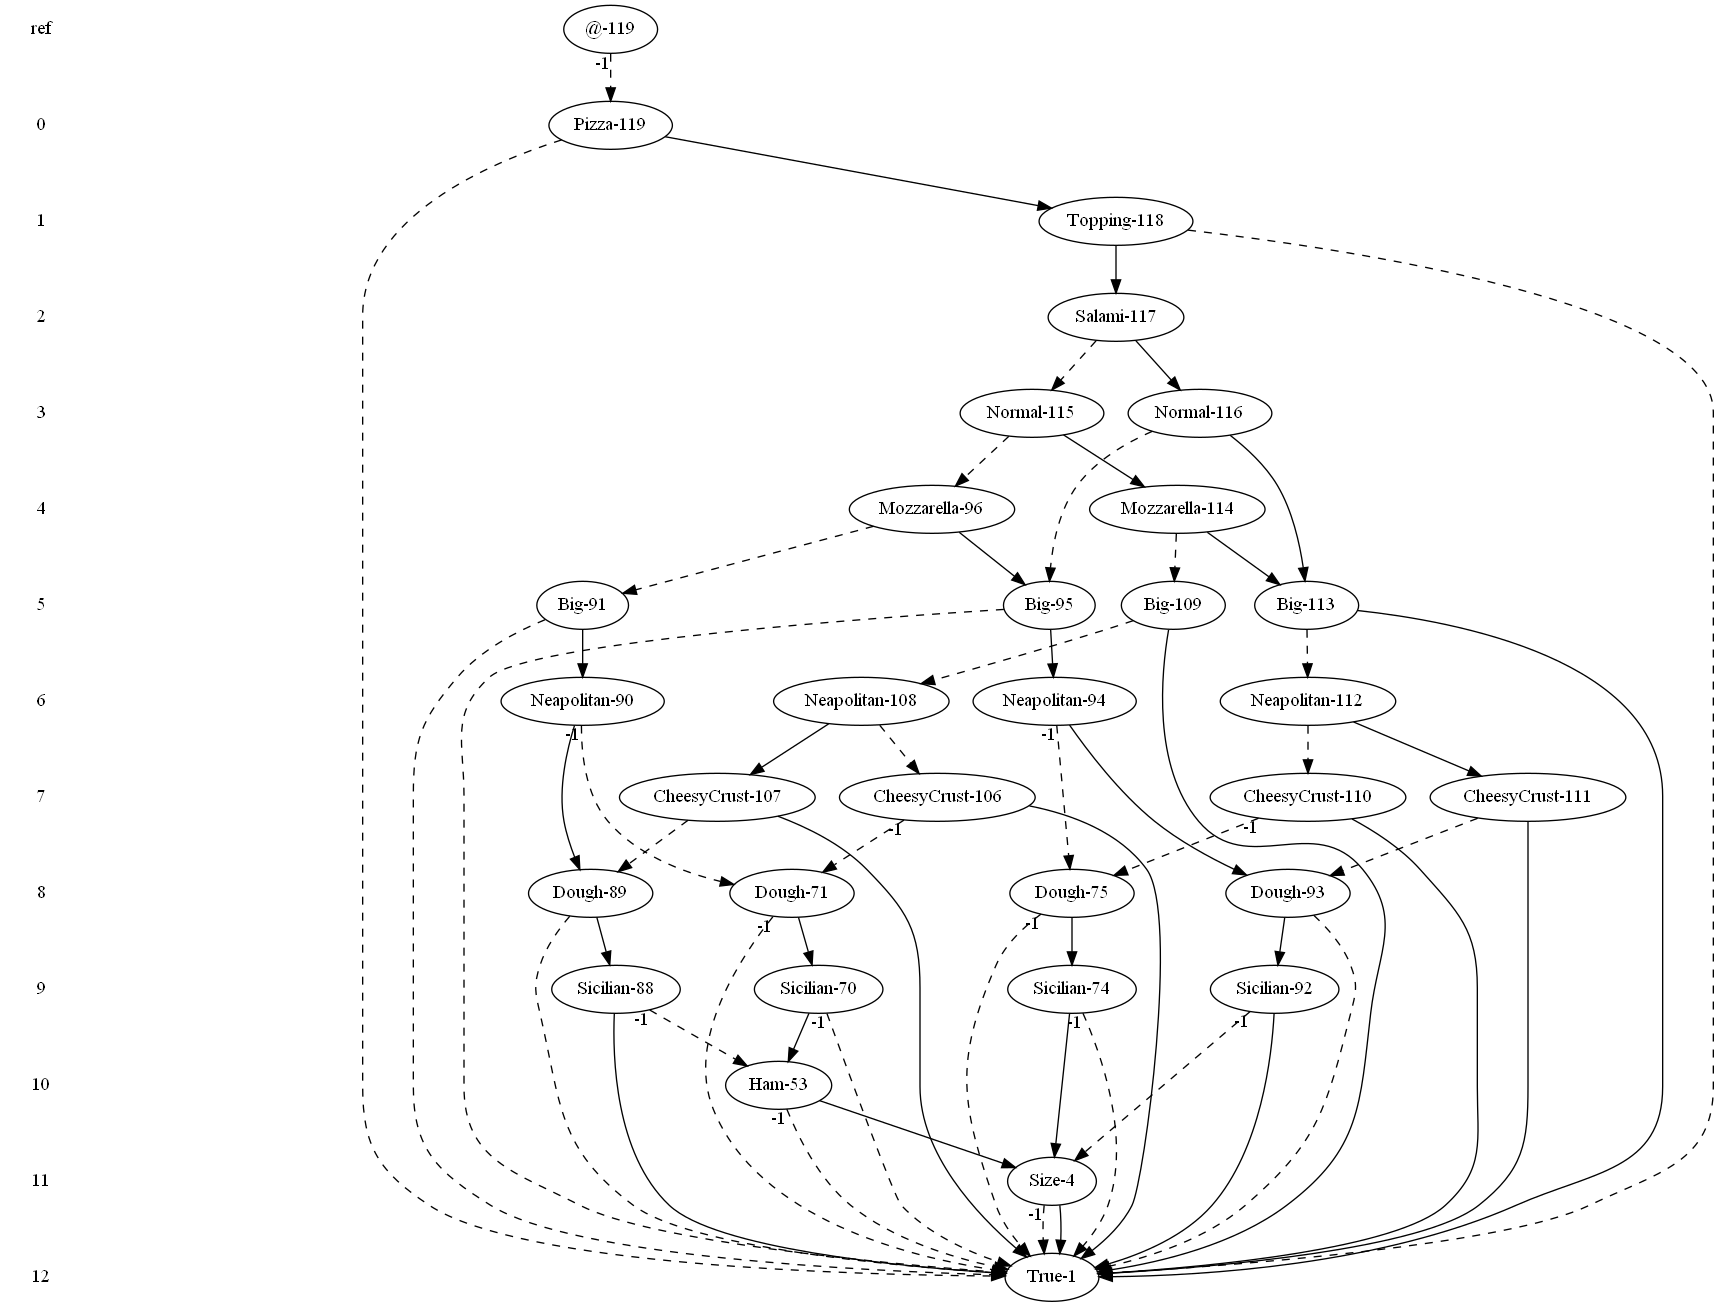 ref @-119
-1
0 Pizza-119
1 Topping-118
2 Salami-117
3 Normal-115 Normal-116
4 Mozzarella-96 Mozzarella-114
5 Big-91 Big-95 Big-109 Big-113
6 Neapolitan-90 Neapolitan-108 Neapolitan-94 Neapolitan-112
-1 -1
7 CheesyCrust-107 CheesyCrust-106 CheesyCrust-110 CheesyCrust-111
-1 -1
8 Dough-89 Dough-71 Dough-75 Dough-93
-1 -1
9 Sicilian-88 Sicilian-70 Sicilian-74 Sicilian-92
-1 -1 -1 -1
10 Ham-53
-1
11 Size-4
-1
12 True-1